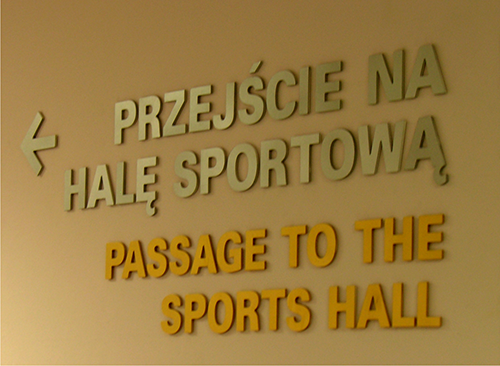 PRZEJŚCIE NA
HALĘ SPORTOWĄ
PASSAGE TO THE
SPORTS HALL